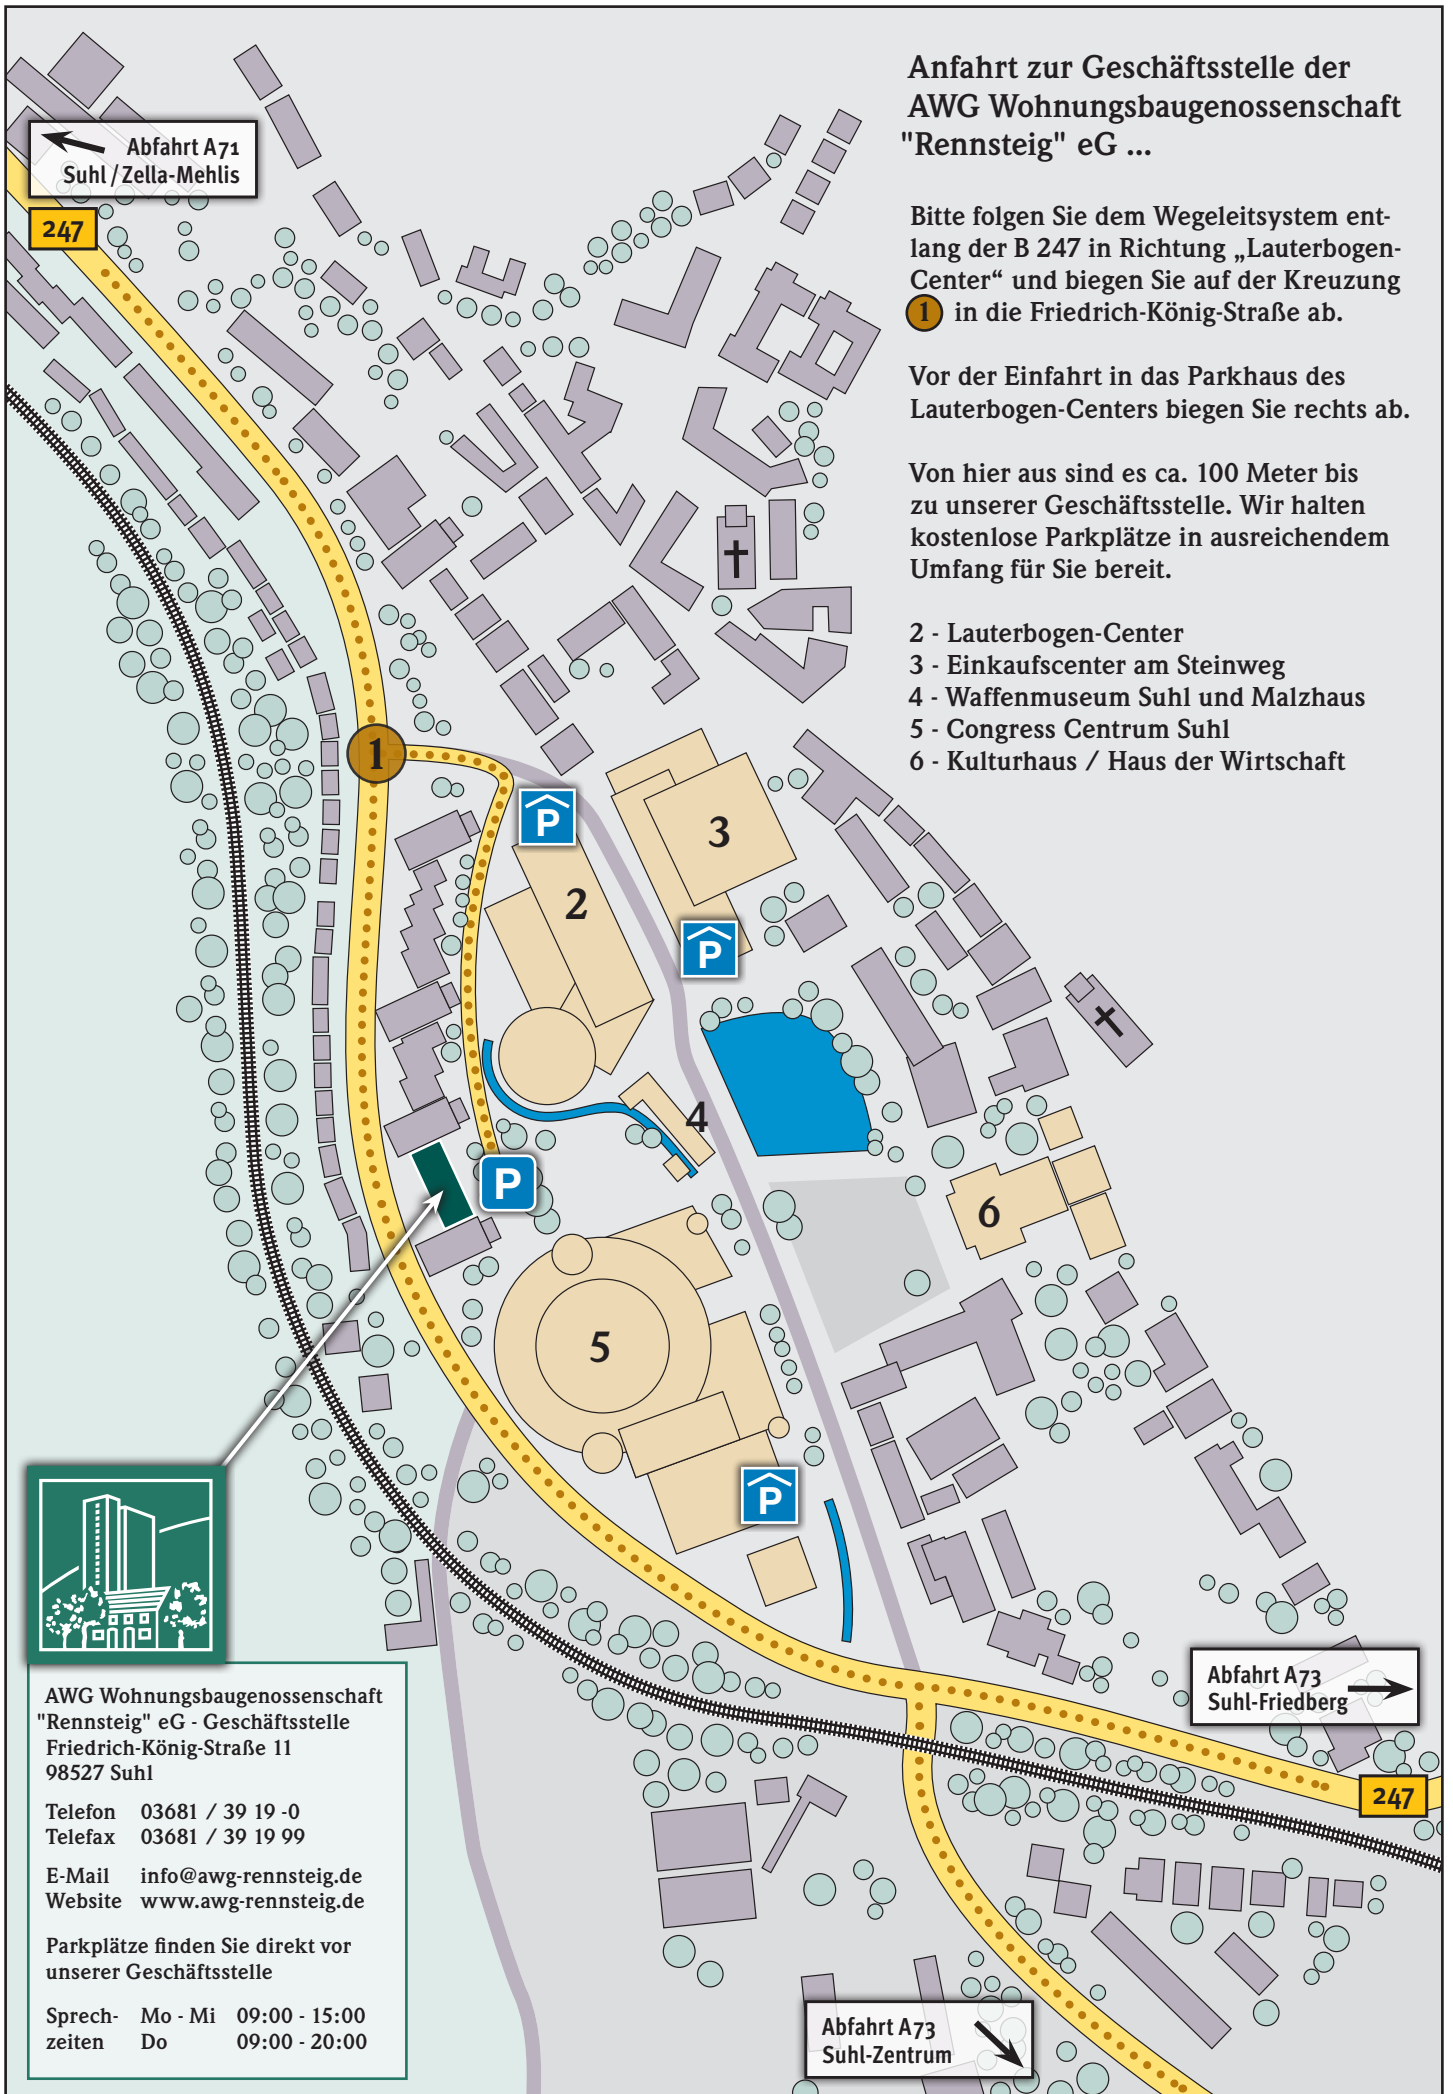 Anfahrt zur Geschäftsstelle der
AWG Wohnungsbaugenossenschaft
"Rennsteig" eG ...
Bitte folgen Sie dem Wegeleitsystem ent-
lang der B 247 in Richtung „Lauterbogen-
Center“ und biegen Sie auf der Kreuzung
1 in die Friedrich-König-Straße ab.
Vor der Einfahrt in das Parkhaus des
Lauterbogen-Centers biegen Sie rechts ab.
Von hier aus sind es ca. 100 Meter bis
zu unserer Geschäftsstelle. Wir halten
kostenlose Parkplätze in ausreichendem
Umfang für Sie bereit.
2 - Lauterbogen-Center
3 - Einkaufscenter am Steinweg
4 - Waffenmuseum Suhl und Malzhaus
5 - Congress Centrum Suhl
6 - Kulturhaus / Haus der Wirtschaft
Abfahrt A71
Suhl / Zella-Mehlis
247
1
P
3
2
P
4
P
6
5
P
Abfahrt A73
Suhl-Friedberg
247
Abfahrt A73
Suhl-Zentrum
AWG Wohnungsbaugenossenschaft
"Rennsteig" eG - Geschäftsstelle
Friedrich-König-Straße 11
98527 Suhl
Telefon 03681 / 39 19 -0
Telefax 03681 / 39 19 99
E-Mail info@awg-rennsteig.de
Website www.awg-rennsteig.de
Parkplätze finden Sie direkt vor
unserer Geschäftsstelle
Sprech- Mo - Mi 09:00 - 15:00
zeiten Do 09:00 - 20:00